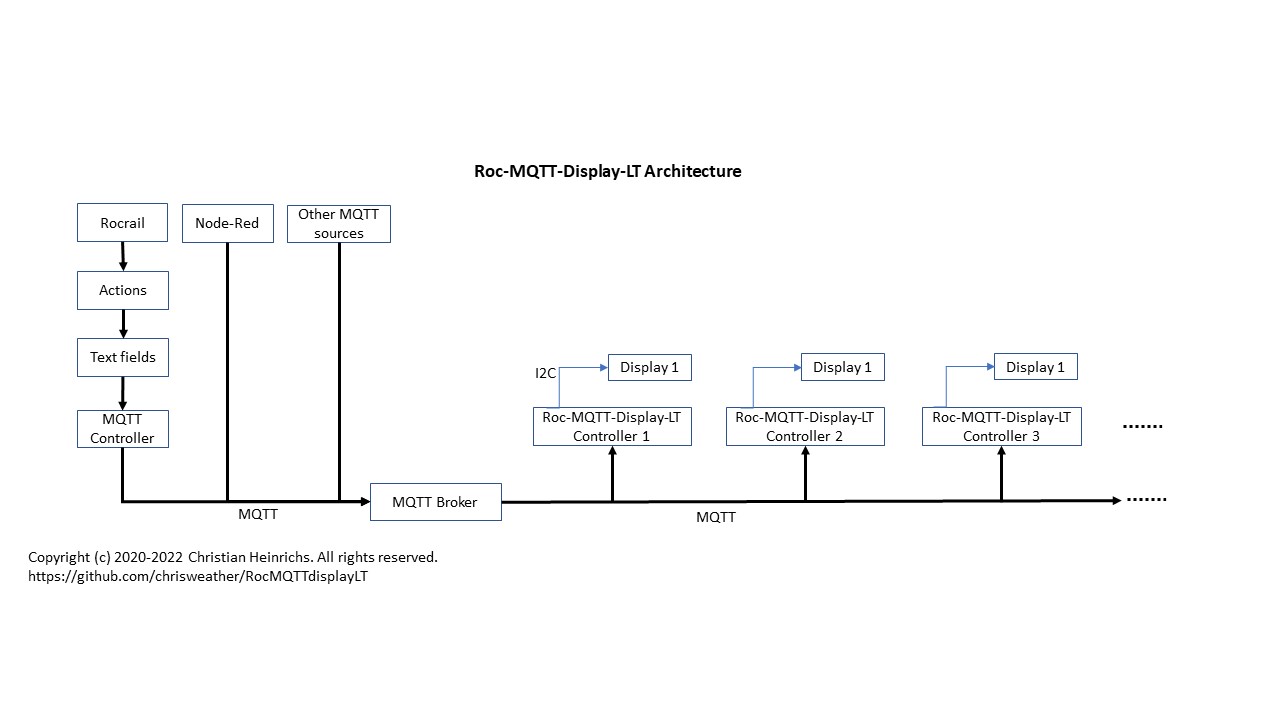 Roc-MQTT-Display-LT Architecture
Rocrail
Node-Red
Other MQTT
sources
Actions
Text fields
MQTT
Controller
I2C
Display 1
Display 1
Display 1
Roc-MQTT-Display-LT
Controller 1
Roc-MQTT-Display-LT
Controller 2
Roc-MQTT-Display-LT
Controller 3
.......
MQTT Broker
.......
MQTT
MQTT
Copyright (c) 2020-2022 Christian Heinrichs. All rights reserved.
https://github.com/chrisweather/RocMQTTdisplayLT